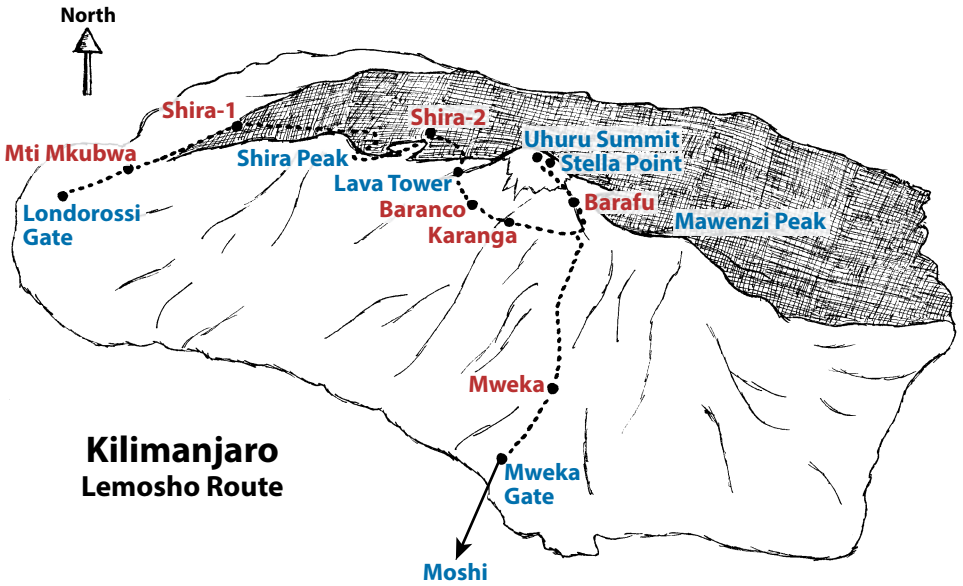 North
Shira-1
Shira-2
Mti Mkubwa
Uhuru Summit
Shira Peak
Stella Point
Lava Tower
Londorossi
Gate
Baranco
Barafu
Karanga
Mawenzi Peak
Mweka
Kilimanjaro
Lemosho Route
Mweka
Gate
Moshi